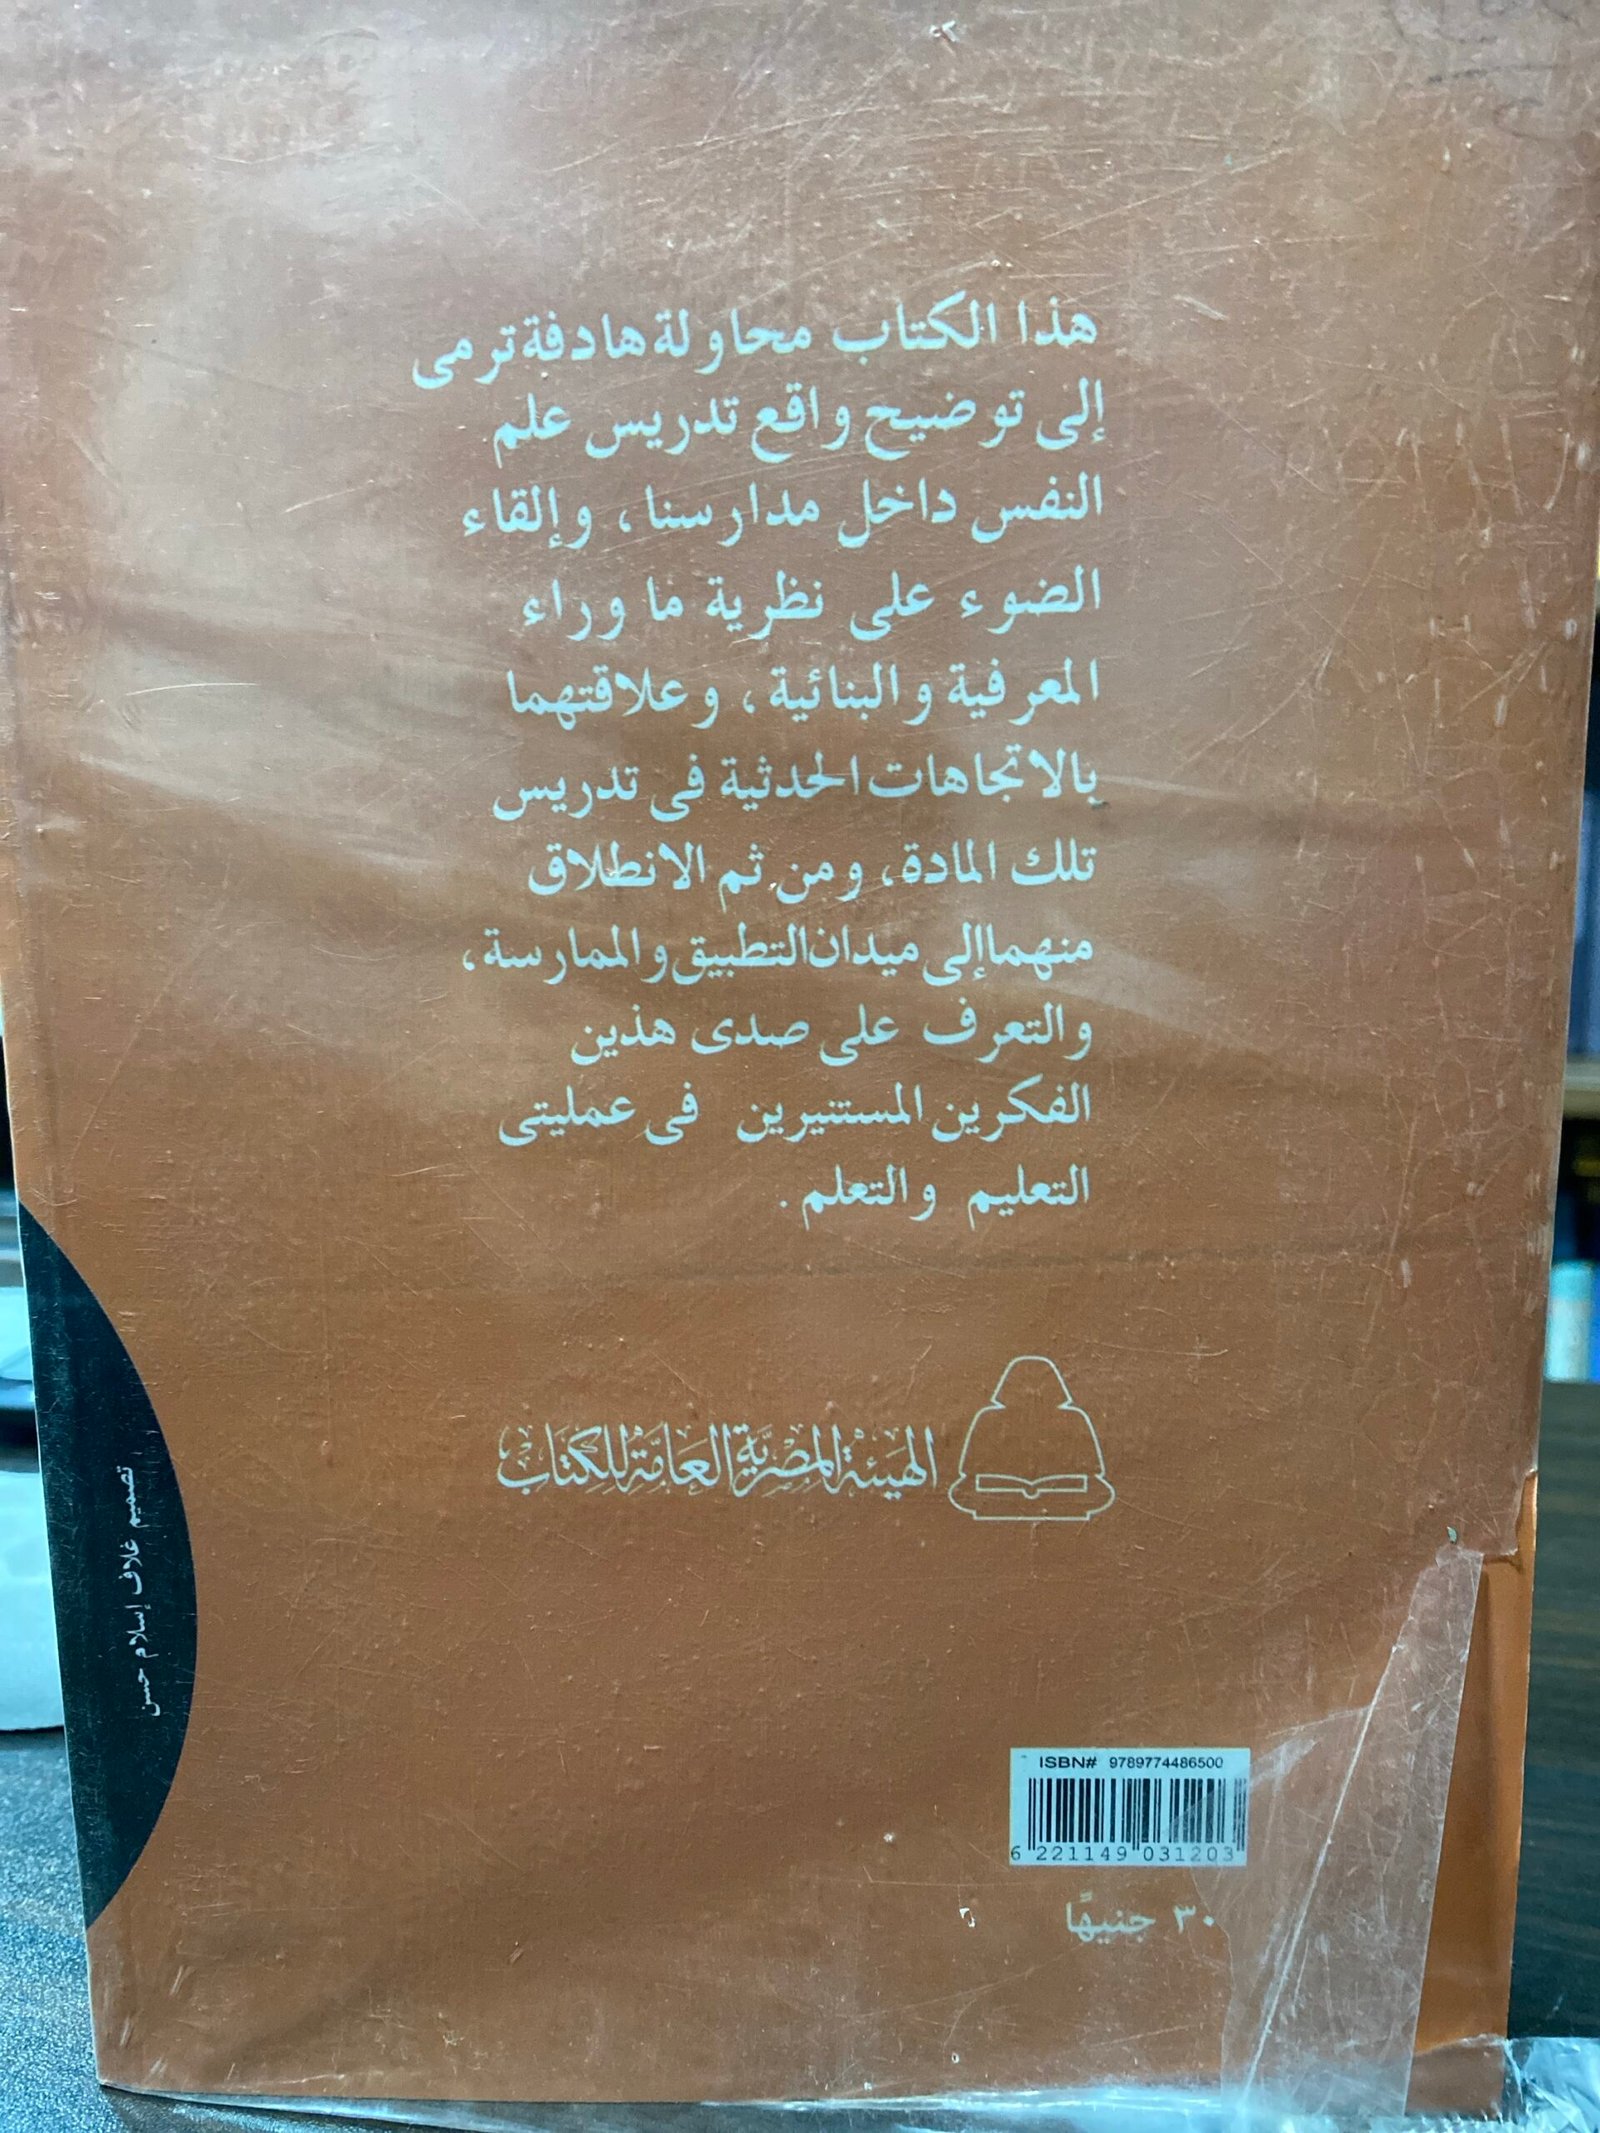 هذا الكتاب محاولة هادفة ترمى
إلى توضيح واقع تدريس علم
النفس داخل مدارسنا، وإلقاء
الضوء على نظرية ما وراء
المعرفية والبنائية، وعلاقتهما
بالاتجاهات الحدثية فى تدريس
تلك المادة، ومن ثم الانطلاق
منهما إلى ميدان التطبيق والممارسة،
والتعرف على صدى هذين
الفكرين المستنيرين فى عمليتى
التعليم والتعلم.
الهيئة المصرية العامة للكتاب
تصميم غلاف إسلام حسن
ISBN# 9789774486500
6 221149 031203
٣٠ جنيهًا